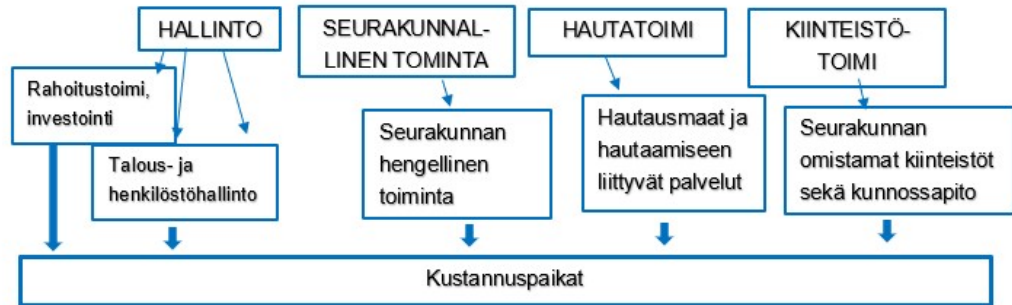 HALLINTO
SEURAKUNNAL-
LINEN TOMINTA
HAUTATOIMI
KIINTEISTÖ-
TOIMI
Rahoitustoimi,
investointi
Talous- ja
henkilöstöhallinto
Seurakunnan
hengellinen
toiminta
Hautausmaat ja
hautaamiseen
liittyvät palvelut
Seurakunnan
omistamat kiinteistöt
sekä kunnossapito
Kustannuspaikat